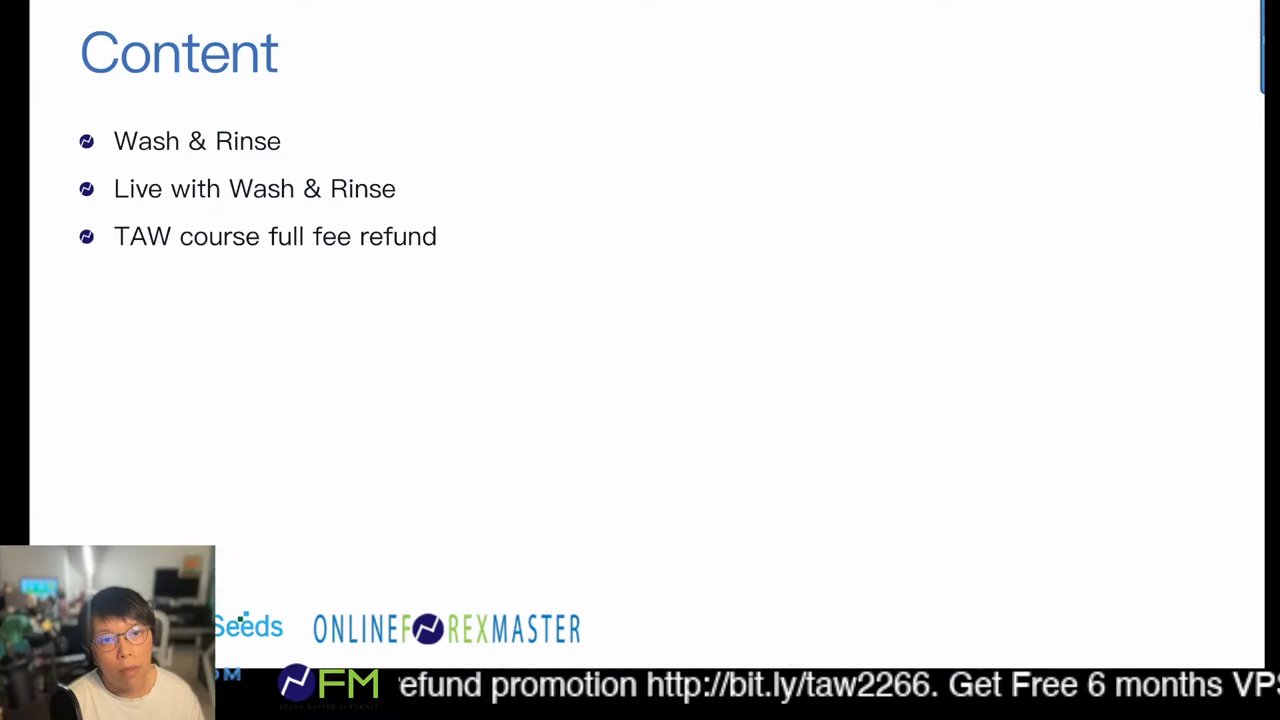 Content
Wash & Rinse
Live with Wash & Rinse
TAW course full fee refund
Seeds
ONLINEFOREXMASTER
OM
FM
efund promotion http://bit.ly/taw2266. Get Free 6 months VPS